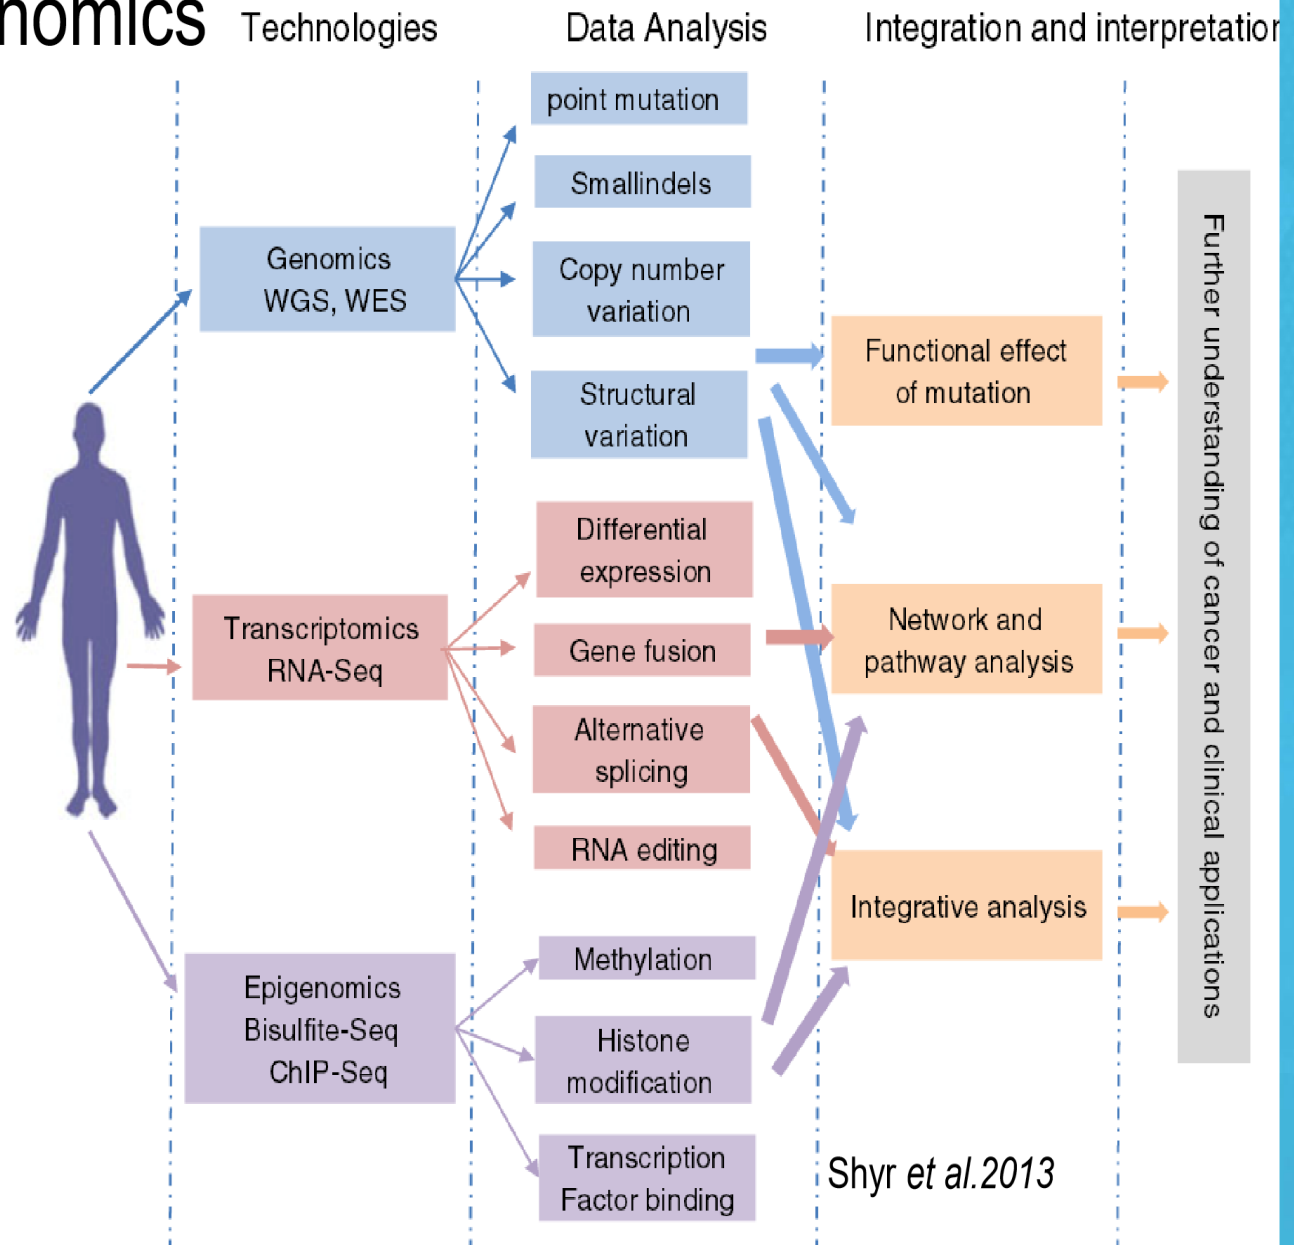 nomics
Technologies
Data Analysis
Integration and interpretation
point mutation
Smallindels
Copy number
variation
Structural
variation
Genomics
WGS, WES
Differential
expression
Gene fusion
Alternative
splicing
RNA editing
Transcriptomics
RNA-Seq
Methylation
Histone
modification
Transcription
Factor binding
Epigenomics
Bisulfite-Seq
ChIP-Seq
Functional effect
of mutation
Network and
pathway analysis
Integrative analysis
Further understanding of cancer and clinical applications
Shyr et al.2013